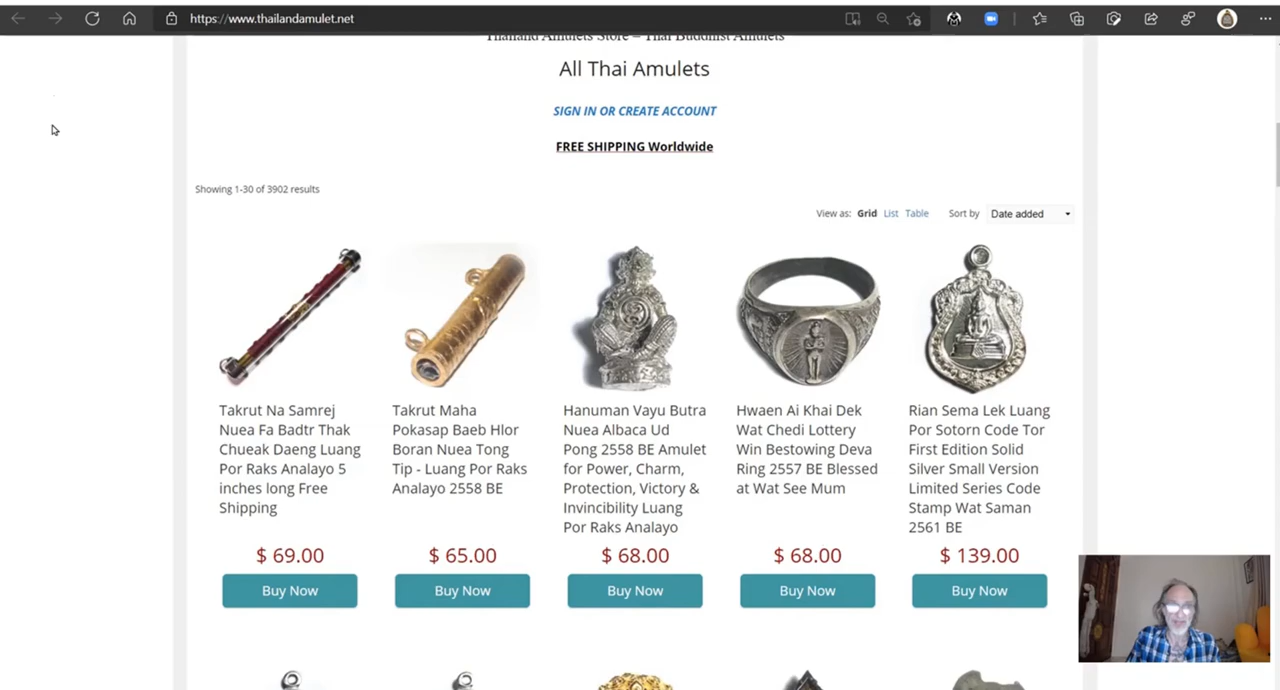 https://www.thailandamulet.net
Thailand Amulets Store – Thai Buddhist Amulets
All Thai Amulets
SIGN IN OR CREATE ACCOUNT
FREE SHIPPING Worldwide
Showing 1-30 of 3902 results
View as: Grid List Table Sort by Date added
Takrut Na Samrej
Nuea Fa Badtr Thak
Chueak Daeng Luang
Por Raks Analayo 5
inches long Free
Shipping
$ 69.00
Buy Now
Takrut Maha
Pokasap Baeb Hlor
Boran Nuea Tong
Tip - Luang Por Raks
Analayo 2558 BE
$ 65.00
Buy Now
Hanuman Vayu Butra
Nuea Albaca Ud
Pong 2558 BE Amulet
for Power, Charm,
Protection, Victory &
Invincibility Luang
Por Raks Analayo
$ 68.00
Buy Now
Hwaen Ai Khai Dek
Wat Chedi Lottery
Win Bestowing Deva
Ring 2557 BE Blessed
at Wat See Mum
$ 68.00
Buy Now
Rian Sema Lek Luang
Por Sotorn Code Tor
First Edition Solid
Silver Small Version
Limited Series Code
Stamp Wat Saman
2561 BE
$ 139.00
Buy Now